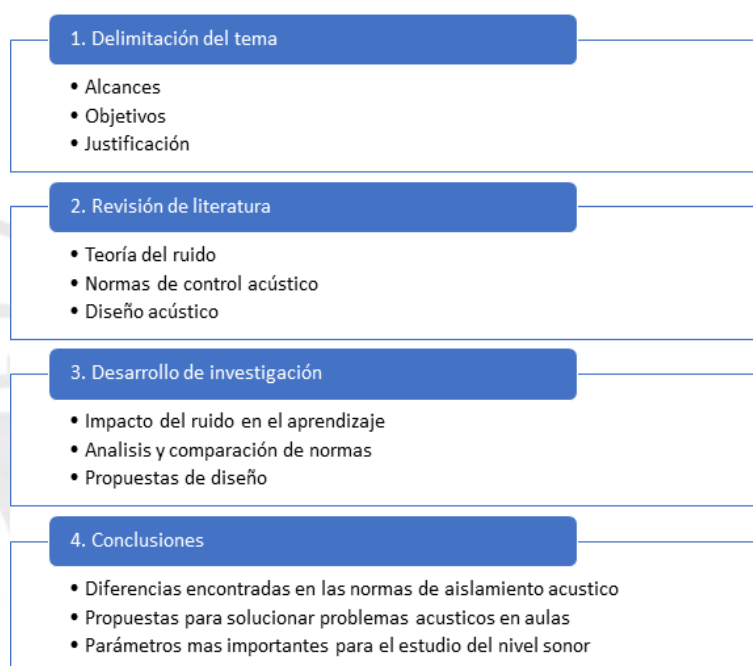 1. Delimitación del tema
• Alcances
• Objetivos
• Justificación
2. Revisión de literatura
• Teoría del ruido
• Normas de control acústico
• Diseño acústico
3. Desarrollo de investigación
• Impacto del ruido en el aprendizaje
• Analisis y comparación de normas
• Propuestas de diseño
4. Conclusiones
• Diferencias encontradas en las normas de aislamiento acustico
• Propuestas para solucionar problemas acusticos en aulas
• Parámetros mas importantes para el estudio del nivel sonor